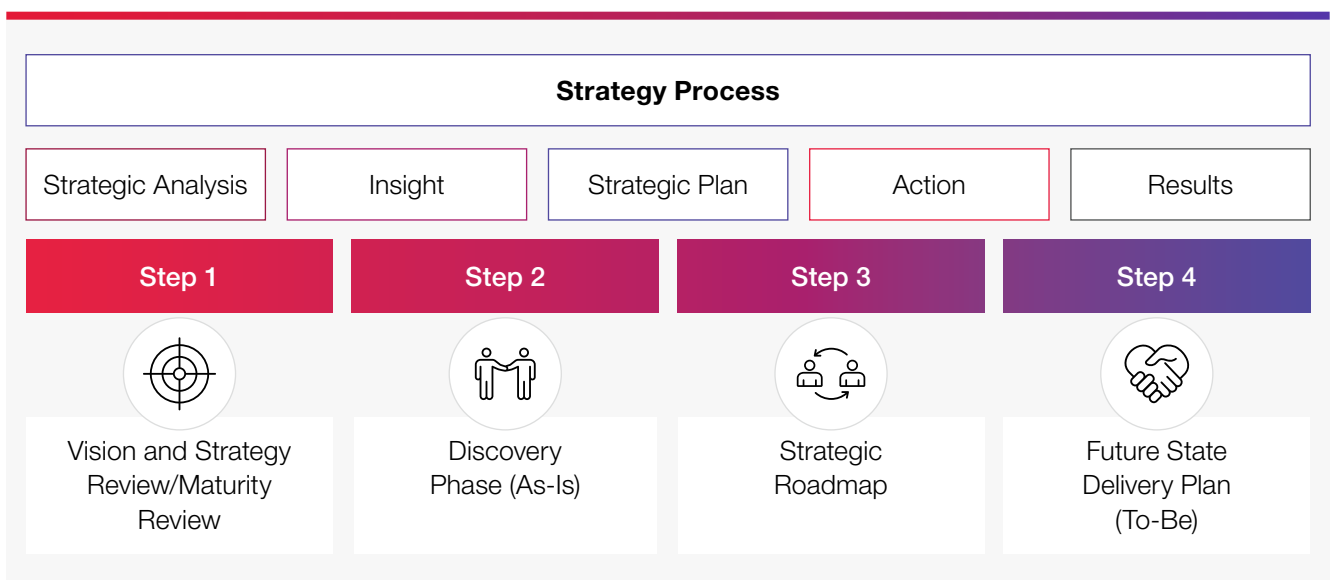 Strategy Process
Strategic Analysis
Insight
Strategic Plan
Action
Results
Step 1
Step 2
Step 3
Step 4
Vision and Strategy
Review/Maturity
Review
Discovery
Phase (As-Is)
Strategic
Roadmap
Future State
Delivery Plan
(To-Be)